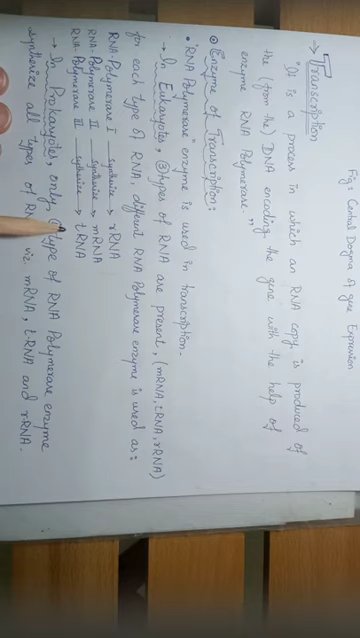 Fig: Central Dogma of gene Expression
→ Transcription
"It is a process in which an RNA copy is produced of
the (from the) DNA encoding the gene with the help of
enzyme RNA Polymerase."
⊙ Enzyme of Transcription:
• "RNA Polymerase" enzyme is used in transcription.
→ In Eukaryotes, ③ types of RNA are present, (mRNA, tRNA, rRNA)
for each type of RNA, different RNA Polymerase enzyme is used as:
RNA Polymerase I synthesize → rRNA
RNA-Polymerase II synthesize → mRNA
RNA-Polymerase III synthesize → tRNA
→ In Prokaryotes, only type of RNA Polymerase enzyme
synthesize all types of viz mRNA, t-RNA and rRNA.